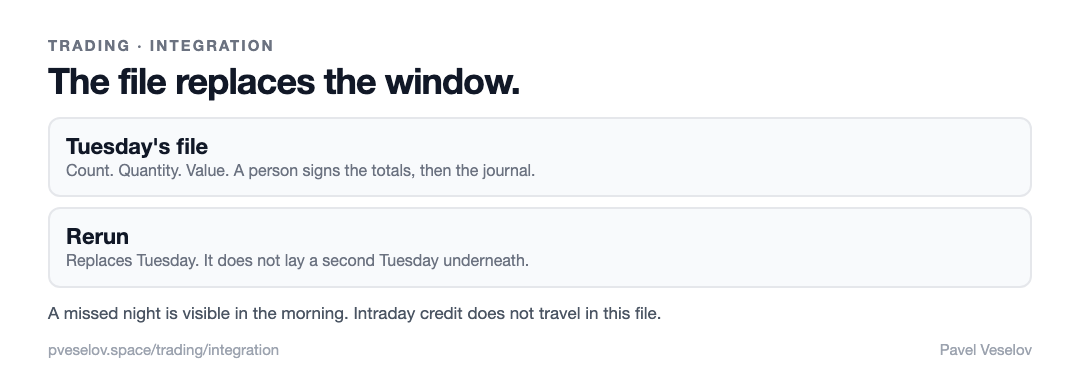 TRADING · INTEGRATION
The file replaces the window.
Tuesday's file
Count. Quantity. Value. A person signs the totals, then the journal.
Rerun
Replaces Tuesday. It does not lay a second Tuesday underneath.
A missed night is visible in the morning. Intraday credit does not travel in this file.
pveselov.space/trading/integration
Pavel Veselov